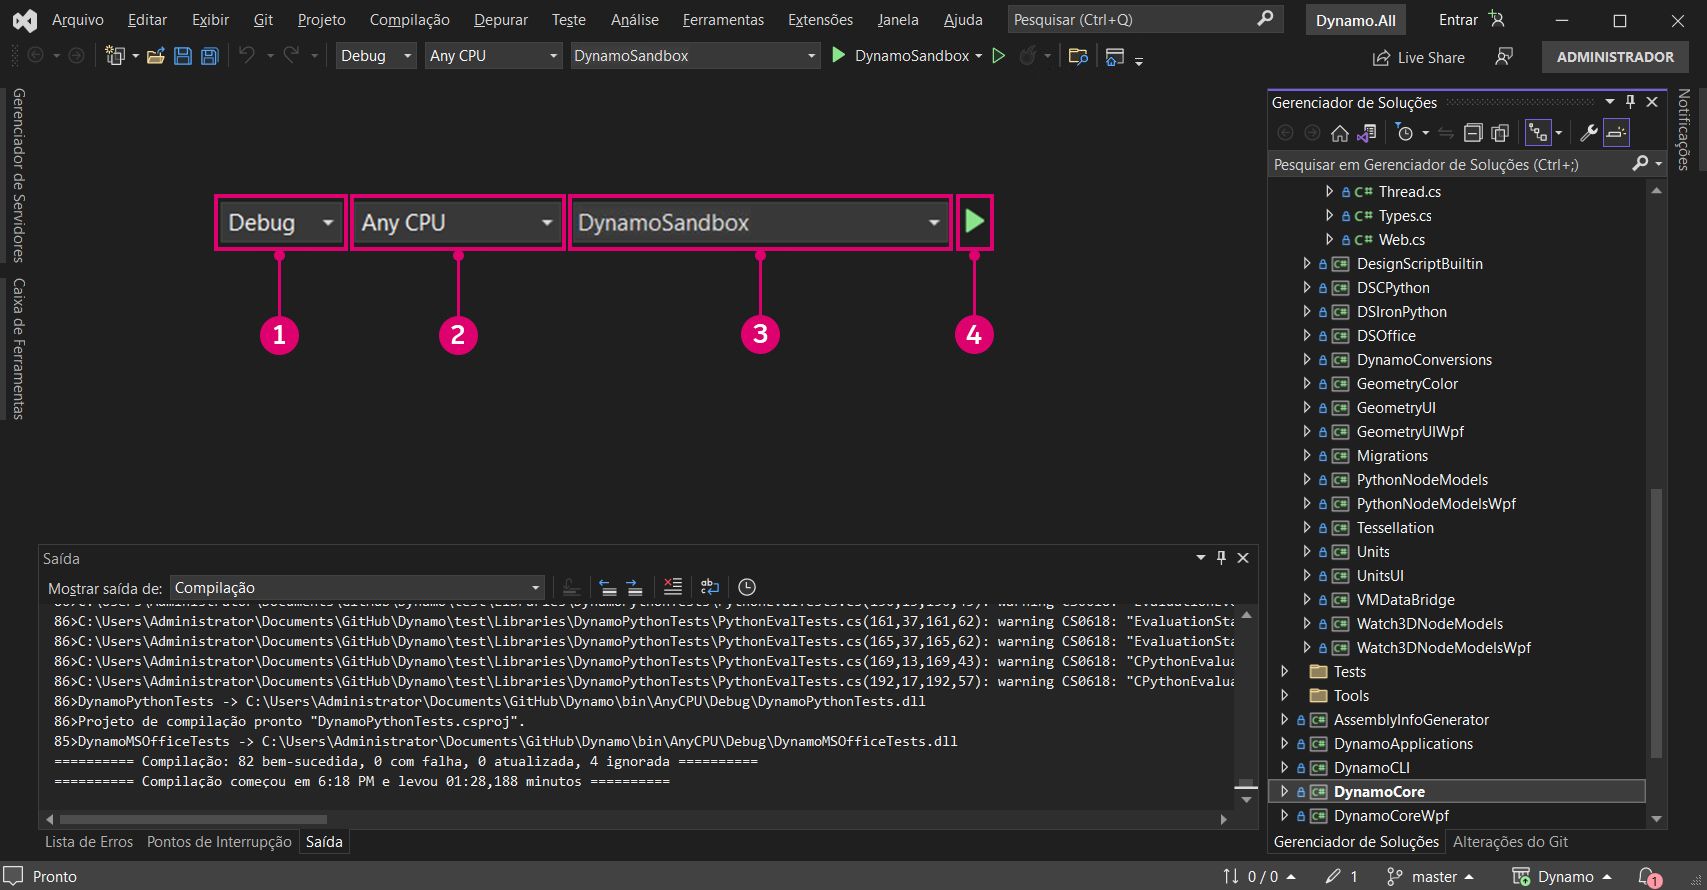 Arquivo Editar Exibir Git Projeto Compilação Depurar Teste Análise Ferramentas Extensões Janela Ajuda Pesquisar (Ctrl+Q) Dynamo.All Entrar
Debug Any CPU DynamoSandbox DynamoSandbox Live Share ADMINISTRADOR
Gerenciador de Servidores
Caixa de Ferramentas
Debug Any CPU DynamoSandbox
1 2 3 4
Saída
Mostrar saída de: Compilação
86>C:\Users\Administrator\Documents\GitHub\Dynamo\test\Libraries\DynamoPythonTests\PythonEvalTests.cs(161,37,161,62): warning CS0618: "EvaluationSta
86>C:\Users\Administrator\Documents\GitHub\Dynamo\test\Libraries\DynamoPythonTests\PythonEvalTests.cs(165,37,165,62): warning CS0618: "EvaluationSta
86>C:\Users\Administrator\Documents\GitHub\Dynamo\test\Libraries\DynamoPythonTests\PythonEvalTests.cs(169,13,169,43): warning CS0618: "CPythonEvalua
86>C:\Users\Administrator\Documents\GitHub\Dynamo\test\Libraries\DynamoPythonTests\PythonEvalTests.cs(192,17,192,57): warning CS0618: "CPythonEvalua
86>DynamoPythonTests -> C:\Users\Administrator\Documents\GitHub\Dynamo\bin\AnyCPU\Debug\DynamoPythonTests.dll
86>Projeto de compilação pronto "DynamoPythonTests.csproj".
85>DynamoMSOfficeTests -> C:\Users\Administrator\Documents\GitHub\Dynamo\bin\AnyCPU\Debug\DynamoMSOfficeTests.dll
========== Compilação: 82 bem-sucedida, 0 com falha, 0 atualizada, 4 ignorada ==========
========== Compilação começou em 6:18 PM e levou 01:28,188 minutos ==========
Lista de Erros Pontos de Interrupção Saída
Gerenciador de Soluções
Pesquisar em Gerenciador de Soluções (Ctrl+;)
C# Thread.cs
C# Types.cs
C# Web.cs
C# DesignScriptBuiltin
C# DSCPython
C# DSIronPython
C# DSOffice
C# DynamoConversions
C# GeometryColor
C# GeometryUI
C# GeometryUIWpf
C# Migrations
C# PythonNodeModels
C# PythonNodeModelsWpf
C# Tessellation
C# Units
C# UnitsUI
C# VMDataBridge
C# Watch3DNodeModels
C# Watch3DNodeModelsWpf
Tests
Tools
C# AssemblyInfoGenerator
C# DynamoApplications
C# DynamoCLI
C# DynamoCore
C# DynamoCoreWpf
Gerenciador de Soluções Alterações do Git
Notificações
Pronto 0 / 0 1 master Dynamo 1